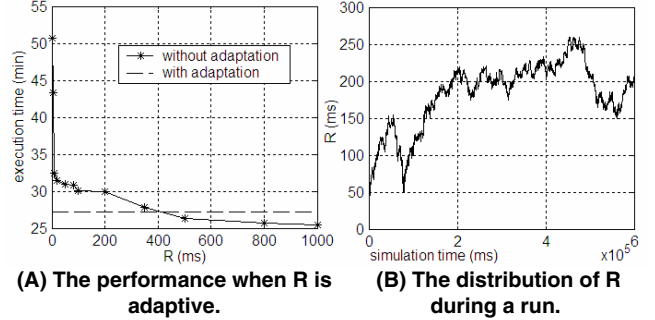 55
50
45
40
35
30
25
execution time (min)
without adaptation
with adaptation
0 200 400 600 800 1000
R (ms)
(A) The performance when R is
adaptive.
300
250
200
150
100
50
0
R (ms)
0 2 4 6
simulation time (ms) x10^5
(B) The distribution of R
during a run.